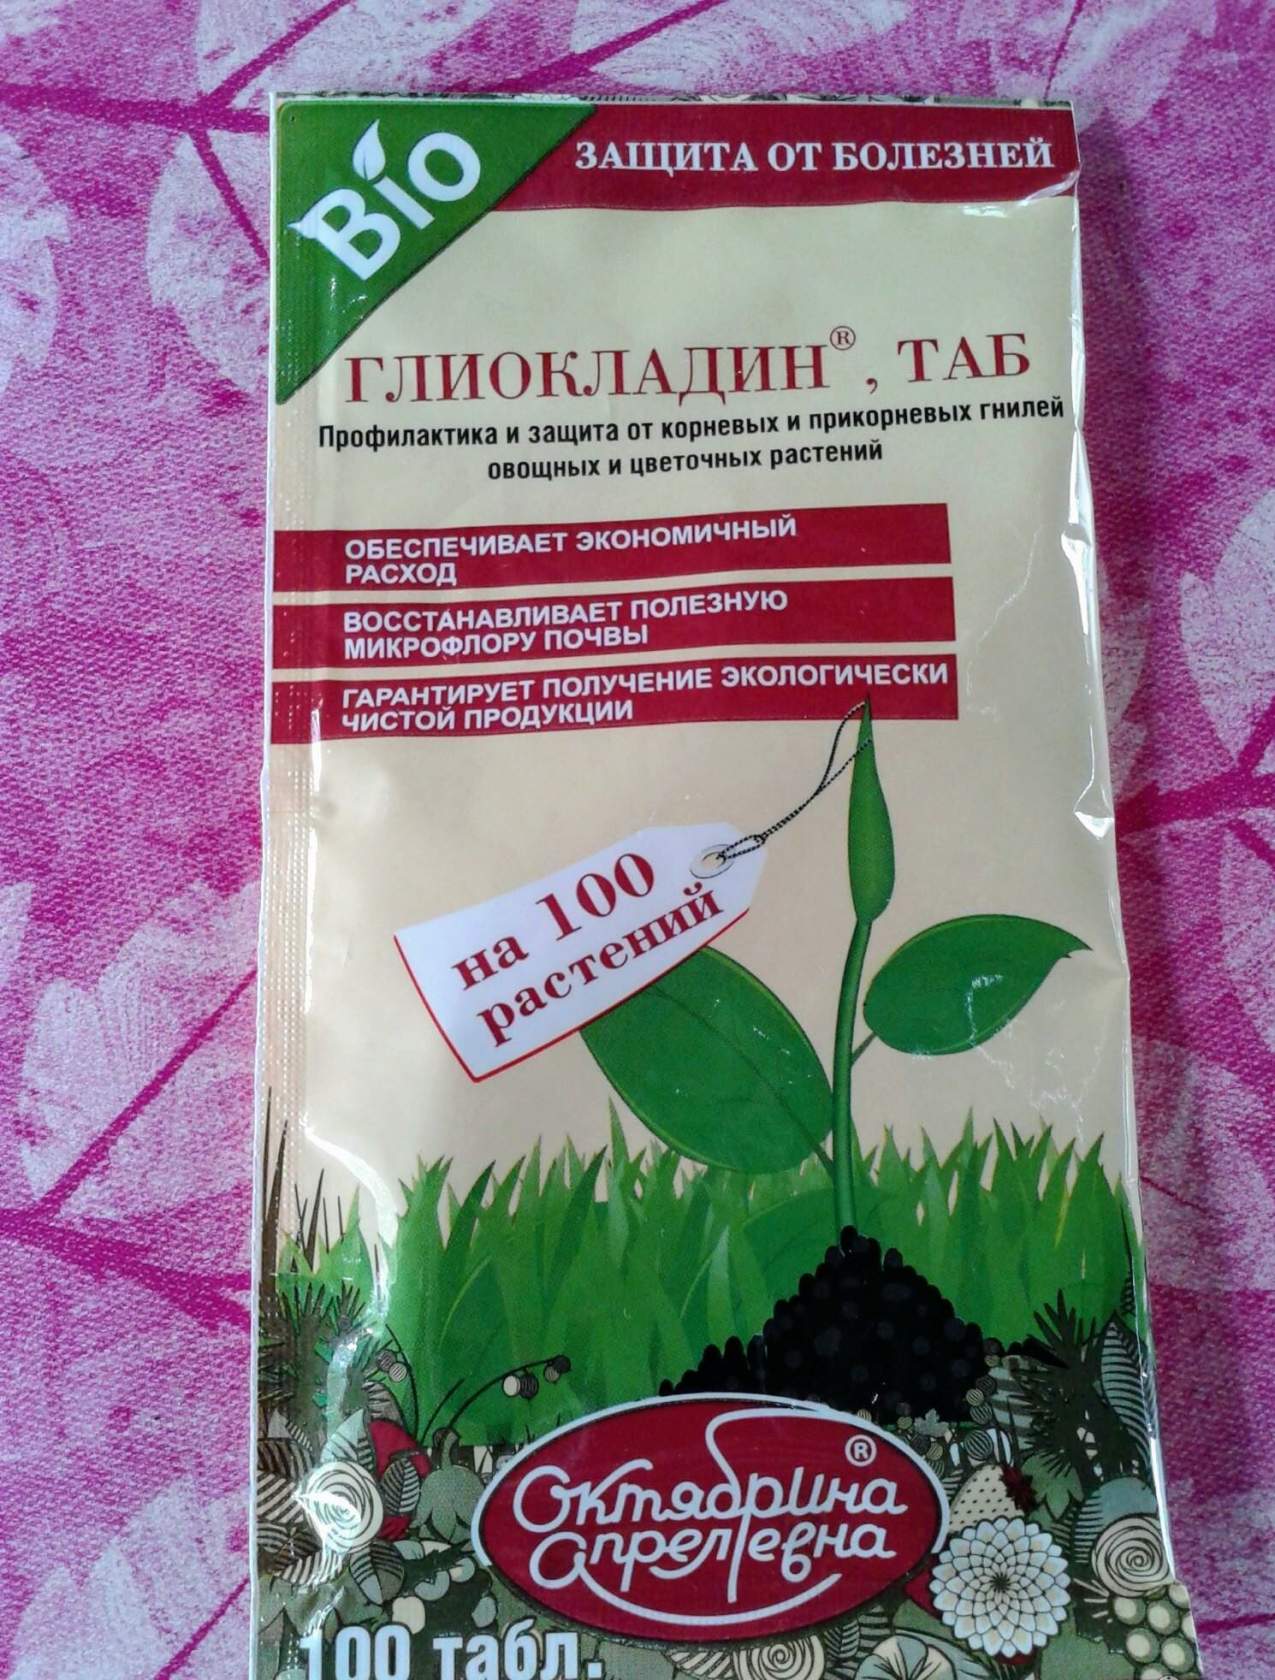 Bio
ЗАЩИТА ОТ БОЛЕЗНЕЙ
ГЛИОКЛАДИН®, ТАБ
Профилактика и защита от корневых и прикорневых гнилей
овощных и цветочных растений
ОБЕСПЕЧИВАЕТ ЭКОНОМИЧНЫЙ
РАСХОД
ВОССТАНАВЛИВАЕТ ПОЛЕЗНУЮ
МИКРОФЛОРУ ПОЧВЫ
ГАРАНТИРУЕТ ПОЛУЧЕНИЕ ЭКОЛОГИЧЕСКИ
ЧИСТОЙ ПРОДУКЦИИ
на 100
растений
®
Октябрина
Апрелевна
100 табл.